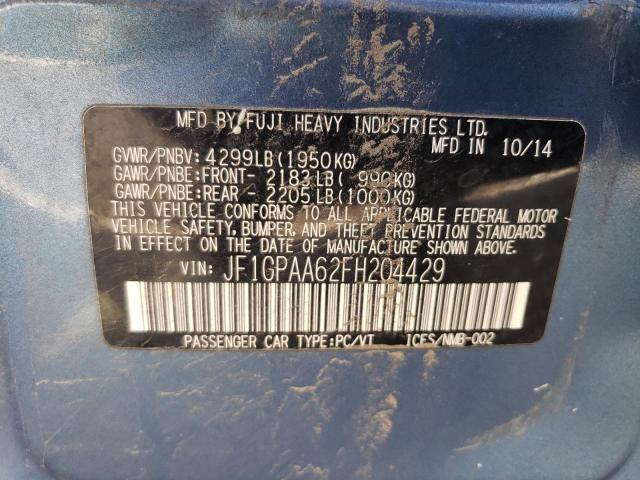 MFD BY FUJI HEAVY INDUSTRIES LTD.
MFD IN 10/14
GVWR/PNBV: 4299LB(1950KG)
GAWR/PNBE:FRONT- 2183LB( 990KG)
GAWR/PNBE:REAR - 2205LB(1000KG)
THIS VEHICLE CONFORMS TO ALL APPLICABLE FEDERAL MOTOR
VEHICLE SAFETY, BUMPER, AND THEFT PREVENTION STANDARDS
IN EFFECT ON THE DATE OF MANUFACTURE SHOWN ABOVE.
VIN: JF1GPAA62FH204429
PASSENGER CAR TYPE:PC/VT ICES/NMB-002